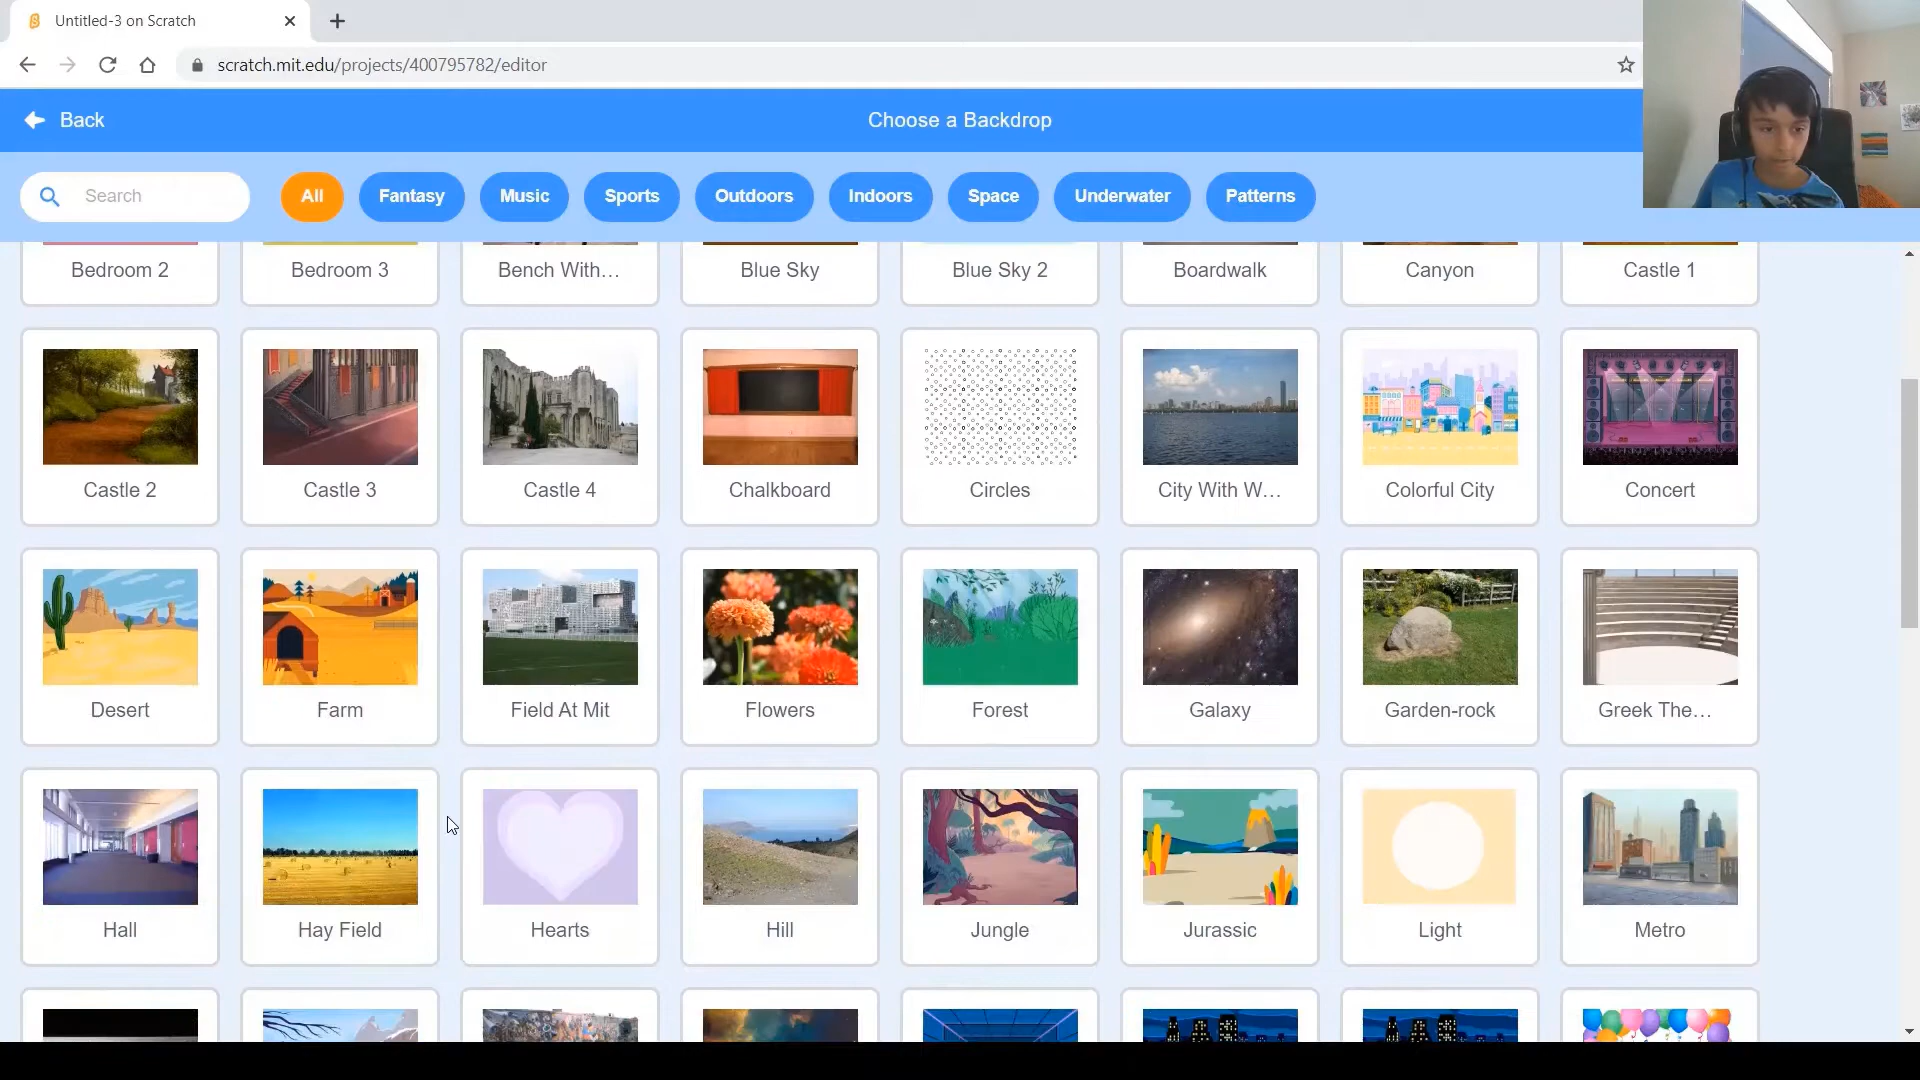 Untitled-3 on Scratch
scratch.mit.edu/projects/400795782/editor
Back
Choose a Backdrop
Search
All
Fantasy
Music
Sports
Outdoors
Indoors
Space
Underwater
Patterns
Bedroom 2
Bedroom 3
Bench With…
Blue Sky
Blue Sky 2
Boardwalk
Canyon
Castle 1
Castle 2
Castle 3
Castle 4
Chalkboard
Circles
City With W…
Colorful City
Concert
Desert
Farm
Field At Mit
Flowers
Forest
Galaxy
Garden-rock
Greek The…
Hall
Hay Field
Hearts
Hill
Jungle
Jurassic
Light
Metro